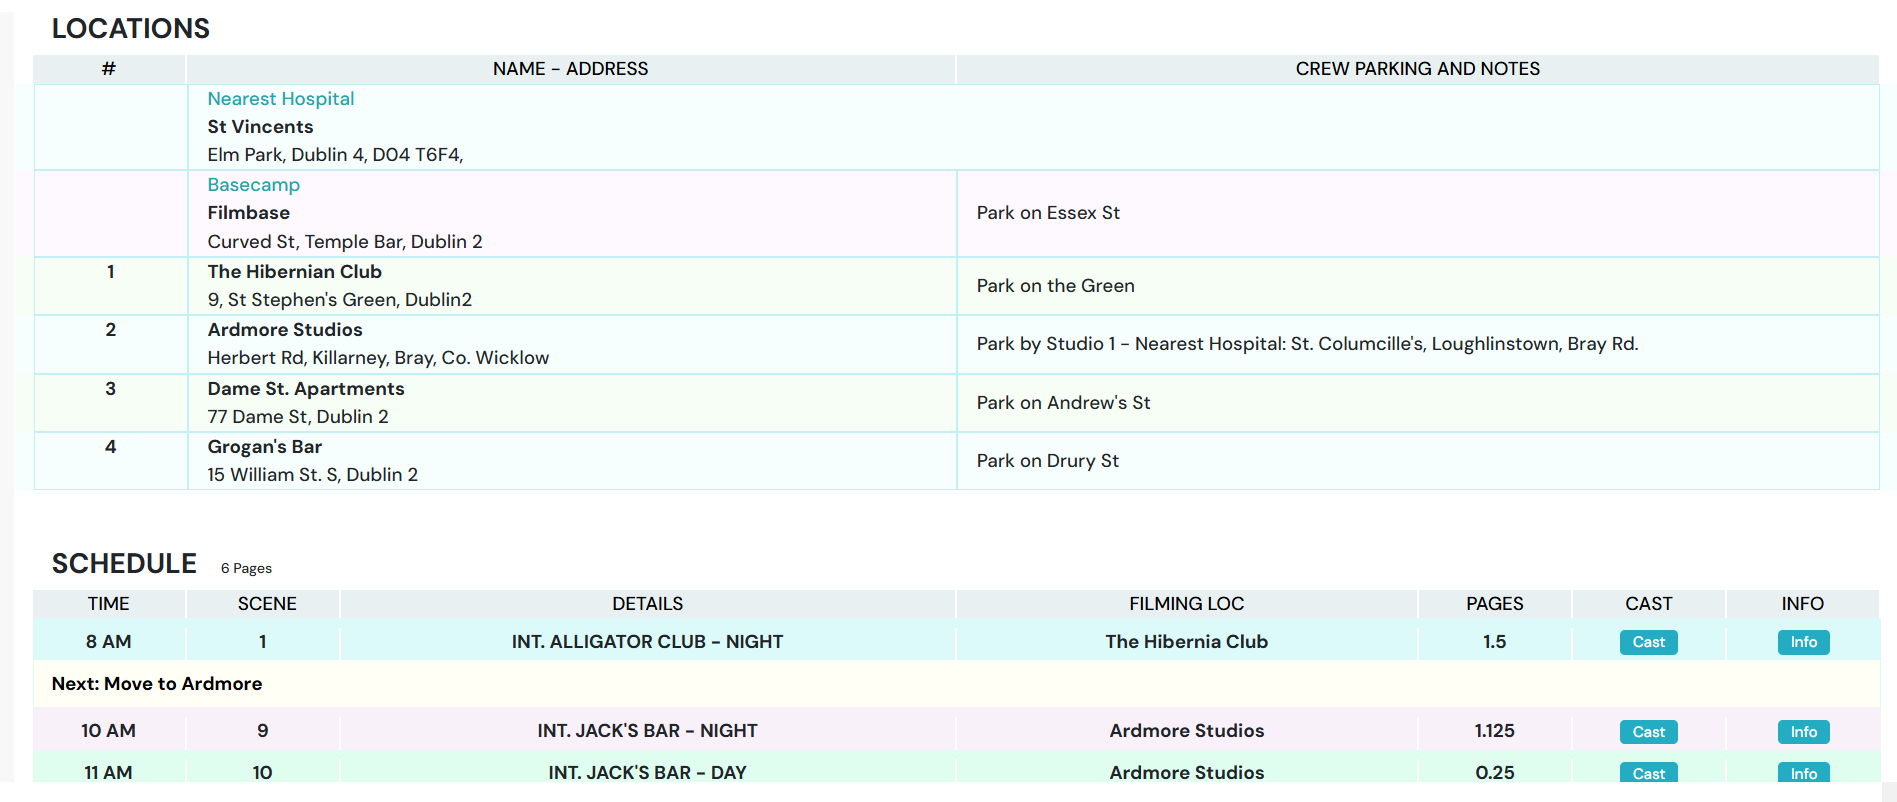 LOCATIONS
# NAME - ADDRESS CREW PARKING AND NOTES
Nearest Hospital
St Vincents
Elm Park, Dublin 4, D04 T6F4,
Basecamp
Filmbase
Curved St, Temple Bar, Dublin 2
Park on Essex St
1 The Hibernian Club
9, St Stephen's Green, Dublin2
Park on the Green
2 Ardmore Studios
Herbert Rd, Killarney, Bray, Co. Wicklow
Park by Studio 1 - Nearest Hospital: St. Columcille's, Loughlinstown, Bray Rd.
3 Dame St. Apartments
77 Dame St, Dublin 2
Park on Andrew's St
4 Grogan's Bar
15 William St. S, Dublin 2
Park on Drury St
SCHEDULE 6 Pages
TIME SCENE DETAILS FILMING LOC PAGES CAST INFO
8 AM 1 INT. ALLIGATOR CLUB - NIGHT The Hibernia Club 1.5 Cast Info
Next: Move to Ardmore
10 AM 9 INT. JACK'S BAR - NIGHT Ardmore Studios 1.125 Cast Info
11 AM 10 INT. JACK'S BAR - DAY Ardmore Studios 0.25 Cast Info